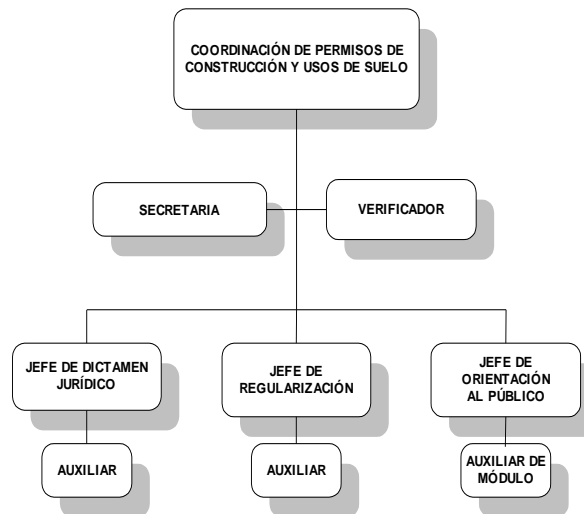 COORDINACIÓN DE PERMISOS DE
CONSTRUCCIÓN Y USOS DE SUELO
SECRETARIA
VERIFICADOR
JEFE DE DICTAMEN
JURÍDICO
JEFE DE
REGULARIZACIÓN
JEFE DE
ORIENTACIÓN
AL PÚBLICO
AUXILIAR
AUXILIAR
AUXILIAR DE
MÓDULO